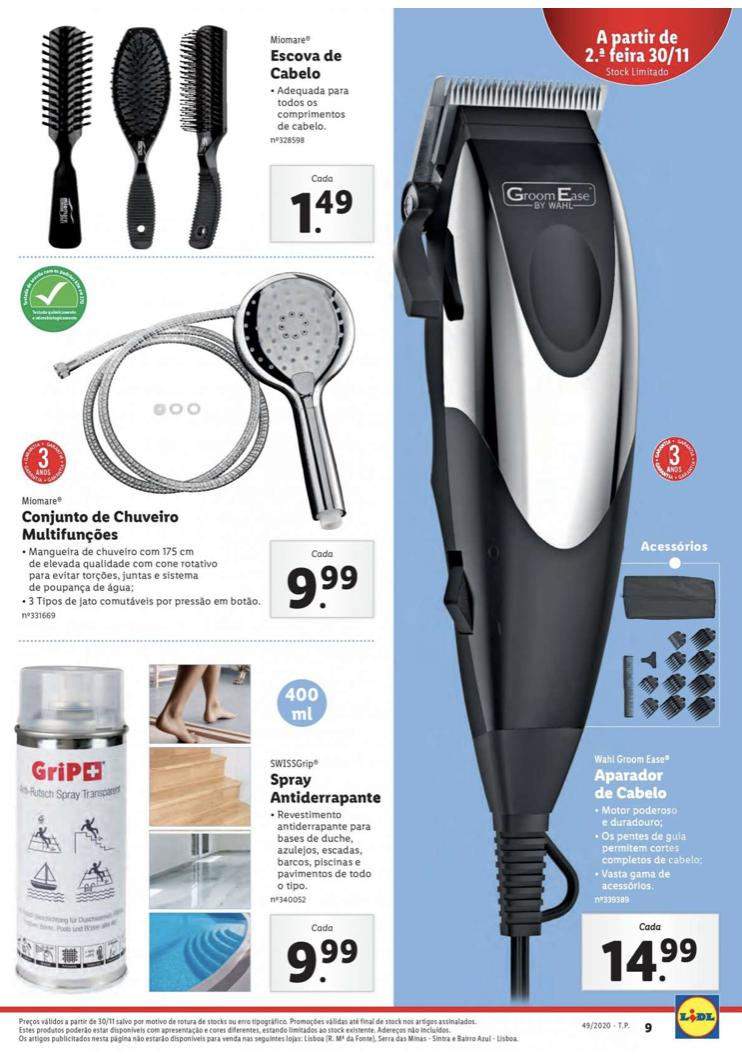 A partir de
2.ª feira 30/11
Stock Limitado
Miomare®
Escova de
Cabelo
• Adequada para
todos os
comprimentos
de cabelo.
nº328598
Cada
1.49
GroomEase
BY WAHL
3
ANOS
GARANTIA
Miomare®
Conjunto de Chuveiro
Multifunções
• Mangueira de chuveiro com 175 cm
de elevada qualidade com cone rotativo
para evitar torções, juntas e sistema
de poupança de água;
• 3 Tipos de jato comutáveis por pressão em botão.
nº331669
Cada
9.99
3
ANOS
GARANTIA
Acessórios
GRiP
Anti-Rutsch Spray Transparent
400
ml
SWISSGrip®
Spray
Antiderrapante
• Revestimento
antiderrapante para
bases de duche,
azulejos, escadas,
barcos, piscinas e
pavimentos de todo
o tipo.
nº340052
Cada
9.99
Wahl Groom Ease®
Aparador
de Cabelo
• Motor poderoso
e duradouro;
• Os pentes de guia
permitem cortes
completos de cabelo;
• Vasta gama de
acessórios.
nº339389
Cada
14.99
Preços válidos a partir de 30/11 salvo por motivo de rotura de stocks ou erro tipográfico. Promoções válidas até final de stock nos artigos assinalados.
Estes produtos poderão estar disponíveis com apresentação e cores diferentes, estando limitados ao stock existente. Adereços não incluídos.
Os artigos publicados nesta página não estarão disponíveis para venda nas seguintes lojas: Lisboa (R. Mª da Fonte), Serra das Minas - Sintra e Bairro Azul - Lisboa.
49/2020 - T.P.
9
LIDL